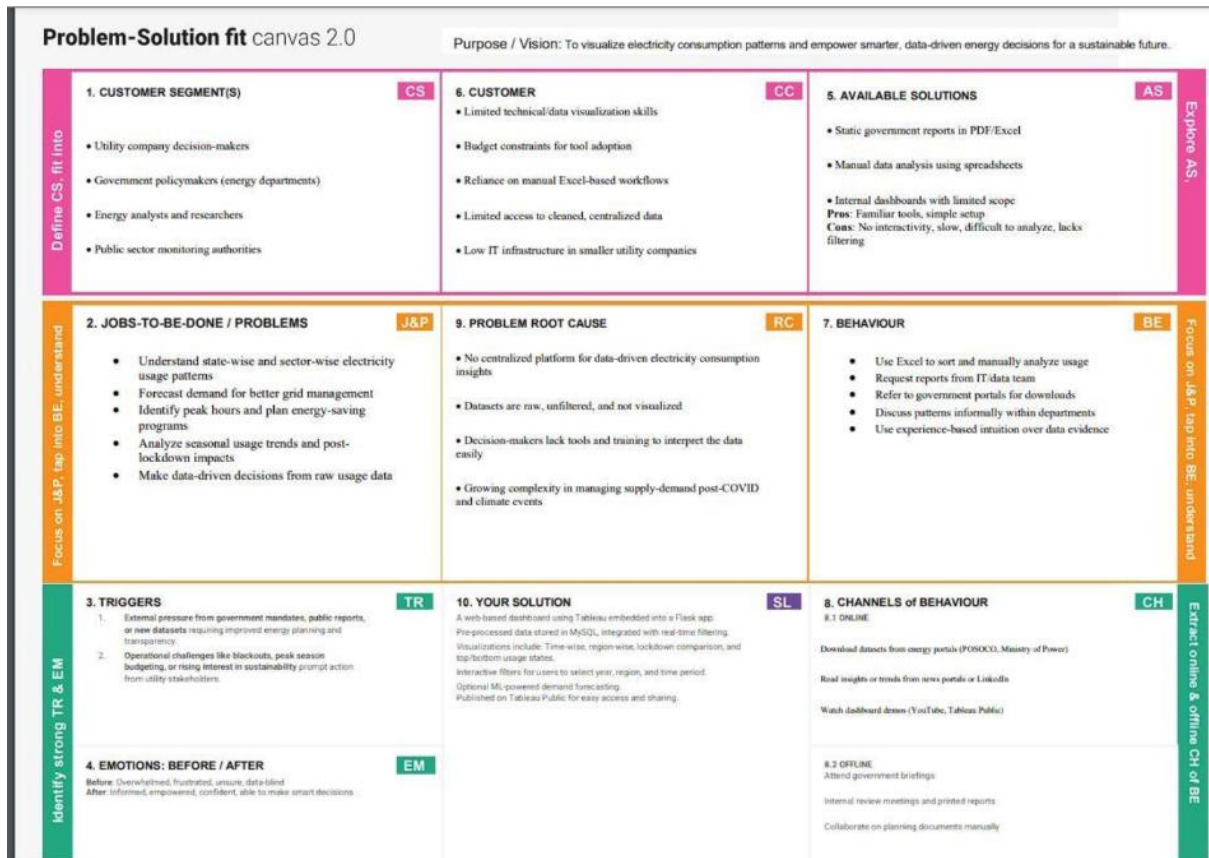 Problem-Solution fit canvas 2.0
Purpose / Vision: To visualize electricity consumption patterns and empower smarter, data-driven energy decisions for a sustainable future.
Define CS, fit into
1. CUSTOMER SEGMENT(S)
CS
• Utility company decision-makers
• Government policymakers (energy departments)
• Energy analysts and researchers
• Public sector monitoring authorities
6. CUSTOMER
CC
• Limited technical/data visualization skills
• Budget constraints for tool adoption
• Reliance on manual Excel-based workflows
• Limited access to cleaned, centralized data
• Low IT infrastructure in smaller utility companies
5. AVAILABLE SOLUTIONS
AS
• Static government reports in PDF/Excel
• Manual data analysis using spreadsheets
• Internal dashboards with limited scope
Pros: Familiar tools, simple setup
Cons: No interactivity, slow, difficult to analyze, lacks
filtering
Explore AS,
Focus on J&P, tap into BE, understand
2. JOBS-TO-BE-DONE / PROBLEMS
J&P
• Understand state-wise and sector-wise electricity
usage patterns
• Forecast demand for better grid management
• Identify peak hours and plan energy-saving
programs
• Analyze seasonal usage trends and post-
lockdown impacts
• Make data-driven decisions from raw usage data
9. PROBLEM ROOT CAUSE
RC
• No centralized platform for data-driven electricity consumption
insights
• Datasets are raw, unfiltered, and not visualized
• Decision-makers lack tools and training to interpret the data
easily
• Growing complexity in managing supply-demand post-COVID
and climate events
7. BEHAVIOUR
BE
• Use Excel to sort and manually analyze usage
• Request reports from IT/data team
• Refer to government portals for downloads
• Discuss patterns informally within departments
• Use experience-based intuition over data evidence
Focus on J&P, tap into BE, understand
Identify strong TR & EM
3. TRIGGERS
TR
1. External pressure from government mandates, public reports,
or new datasets requiring improved energy planning and
transparency.
2. Operational challenges like blackouts, peak season
budgeting, or rising interest in sustainability prompt action
from utility stakeholders.
4. EMOTIONS: BEFORE / AFTER
EM
Before: Overwhelmed, frustrated, unsure, data-blind
After: Informed, empowered, confident, able to make smart decisions
10. YOUR SOLUTION
SL
A web-based dashboard using Tableau embedded into a Flask app.
Pre-processed data stored in MySQL, integrated with real-time filtering.
Visualizations include: Time-wise, region-wise, lockdown comparison, and
top/bottom usage states.
Interactive filters for users to select year, region, and time period.
Optional ML-powered demand forecasting.
Published on Tableau Public for easy access and sharing.
8. CHANNELS of BEHAVIOUR
CH
8.1 ONLINE
Download datasets from energy portals (POSOCO, Ministry of Power)
Read insights or trends from news portals or LinkedIn
Watch dashboard demos (YouTube, Tableau Public)
8.2 OFFLINE
Attend government briefings
Internal review meetings and printed reports
Collaborate on planning documents manually
Extract online & offline CH of BE